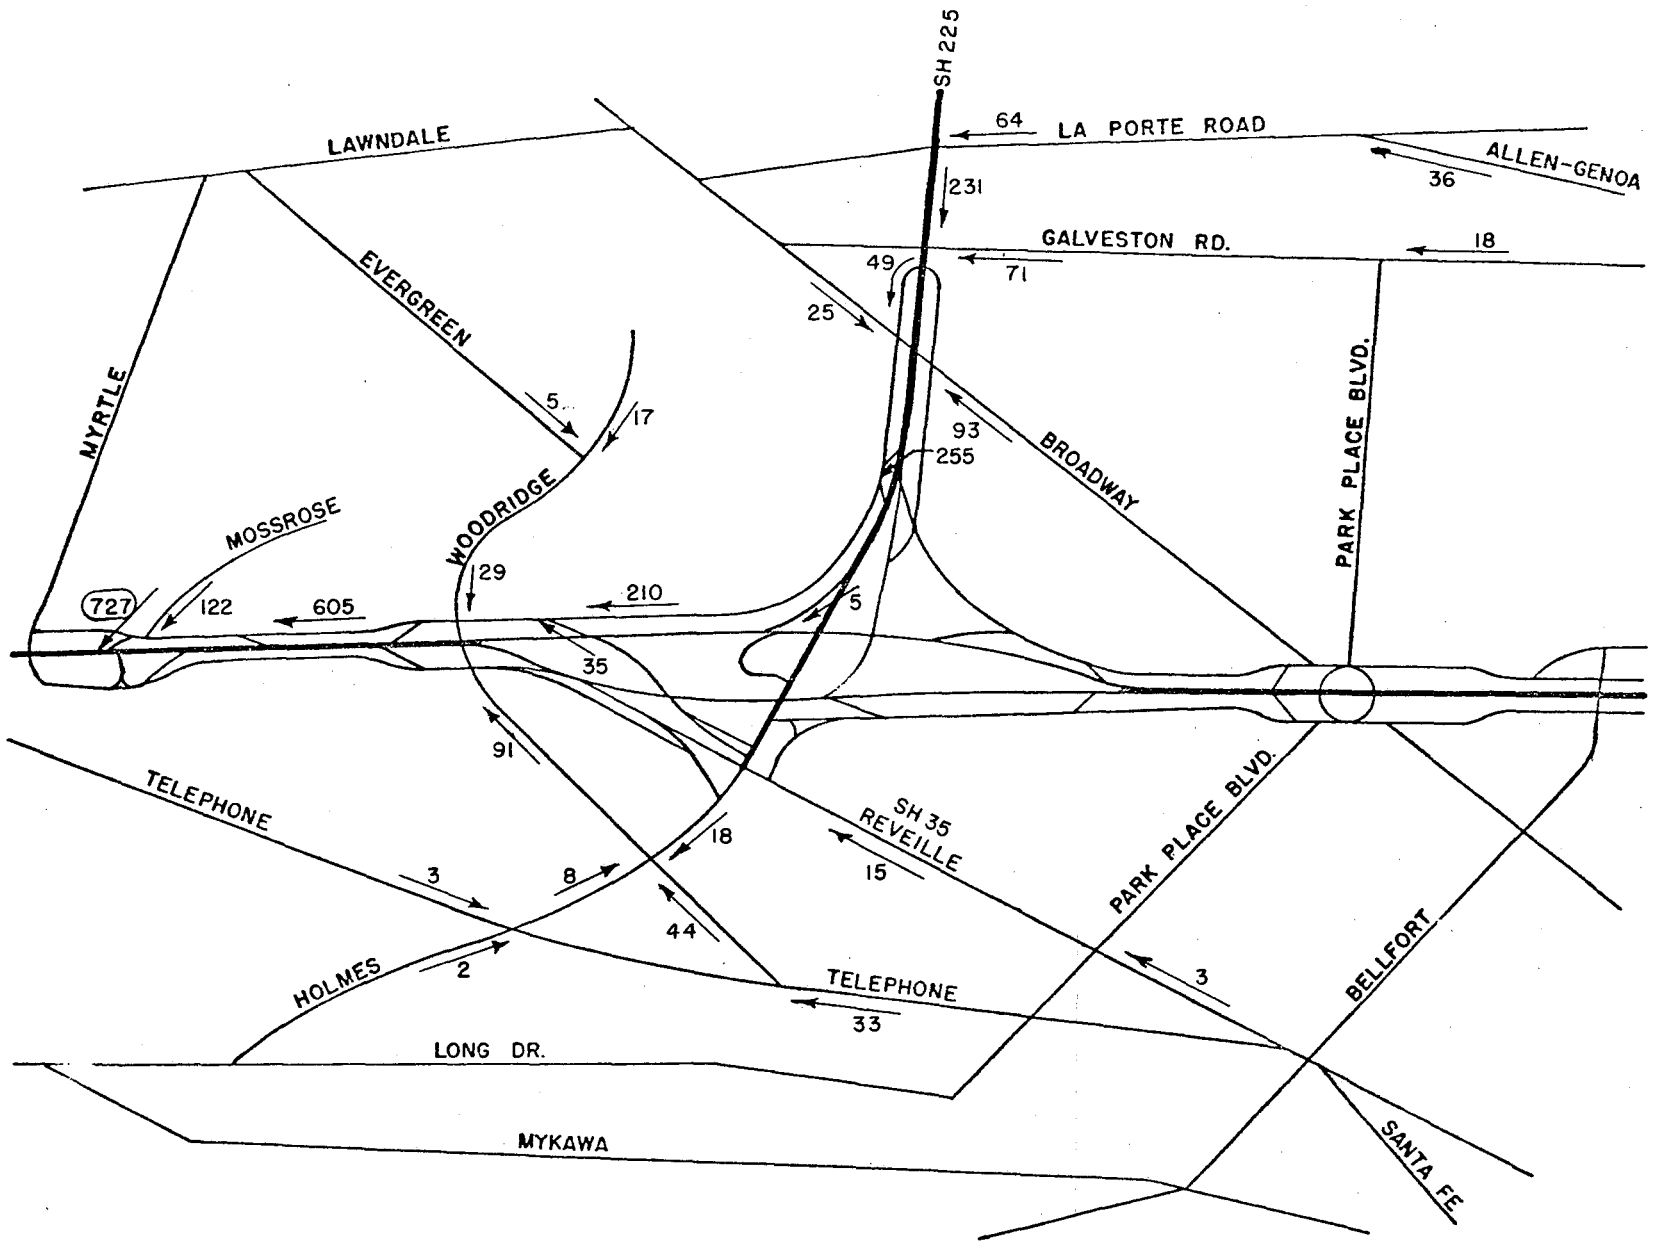 SH 225
64
LA PORTE ROAD
LAWNDALE
ALLEN-GENOA
36
231
GALVESTON RD.
18
71
49
25
EVERGREEN
MYRTLE
5
17
93
255
BROADWAY
PARK PLACE BLVD.
MOSSROSE
WOODRIDGE
29
727
122
605
210
5
35
91
TELEPHONE
SH 35
REVEILLE
15
18
PARK PLACE BLVD.
3
8
44
2
HOLMES
TELEPHONE
33
3
BELLFORT
LONG DR.
MYKAWA
SANTA FE